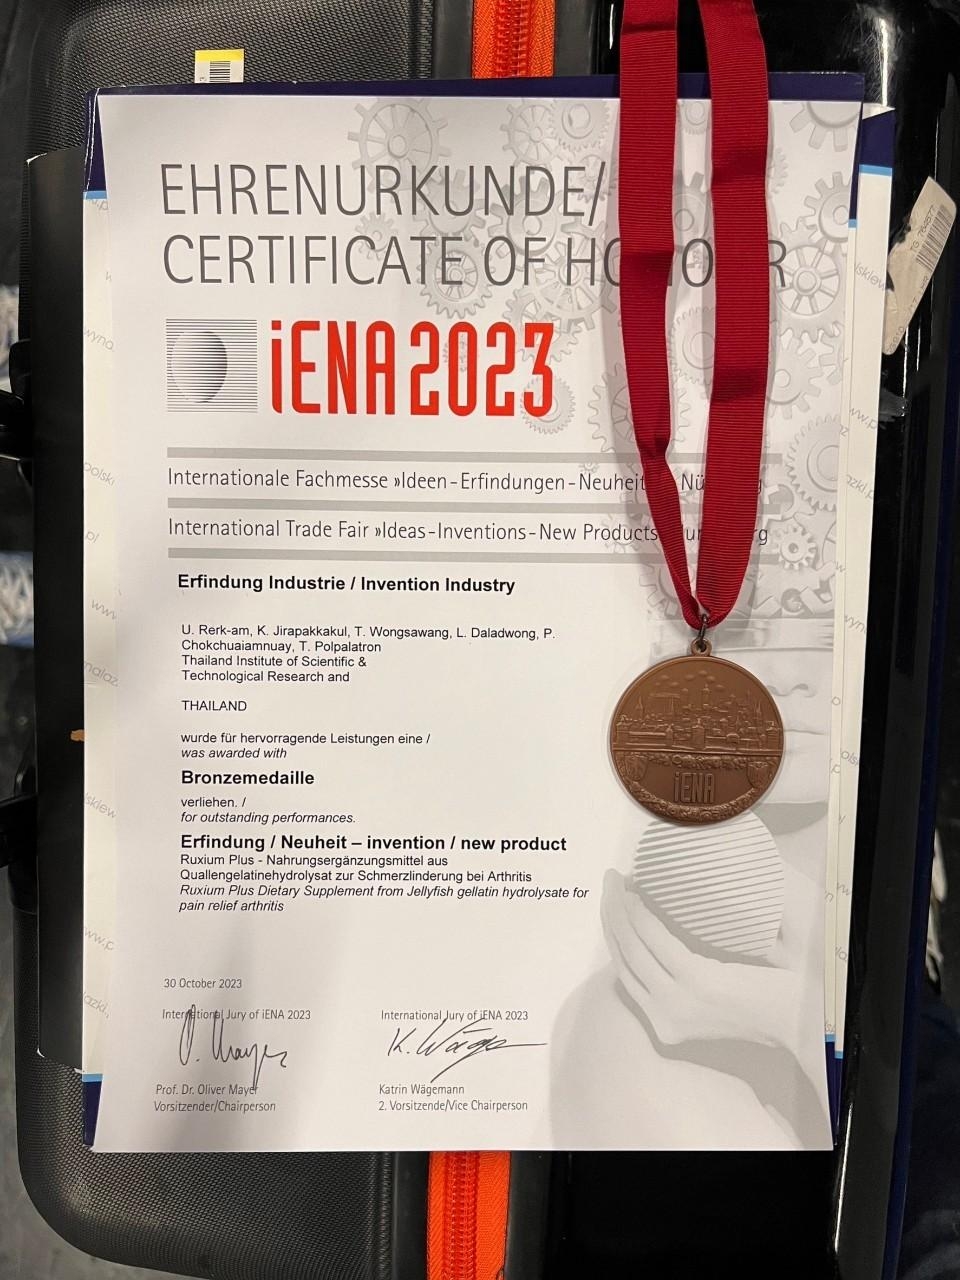 EHRENURKUNDE/
CERTIFICATE OF HONOR
iENA2023
Internationale Fachmesse »Ideen-Erfindungen-Neuheit
International Trade Fair »Ideas-Inventions-New Products
Erfindung Industrie / Invention Industry
U. Rerk-am, K. Jirapakkakul, T. Wongsawang, L. Daladwong, P.
Chokchuaiamnuay, T. Polpalatron
Thailand Institute of Scientific &
Technological Research and
THAILAND
wurde für hervorragende Leistungen eine /
was awarded with
Bronzemedaille
verliehen. /
for outstanding performances.
Erfindung / Neuheit – invention / new product
Ruxium Plus - Nahrungsergänzungsmittel aus
Quallengelatinehydrolysat zur Schmerzlinderung bei Arthritis
Ruxium Plus Dietary Supplement from Jellyfish gellatin hydrolysate for
pain relief arthritis
30 October 2023
International Jury of iENA 2023
International Jury of iENA 2023
O. Mayer
K. Wägemann
Prof. Dr. Oliver Mayer
Katrin Wägemann
Vorsitzender/Chairperson
2. Vorsitzende/Vice Chairperson
iENA